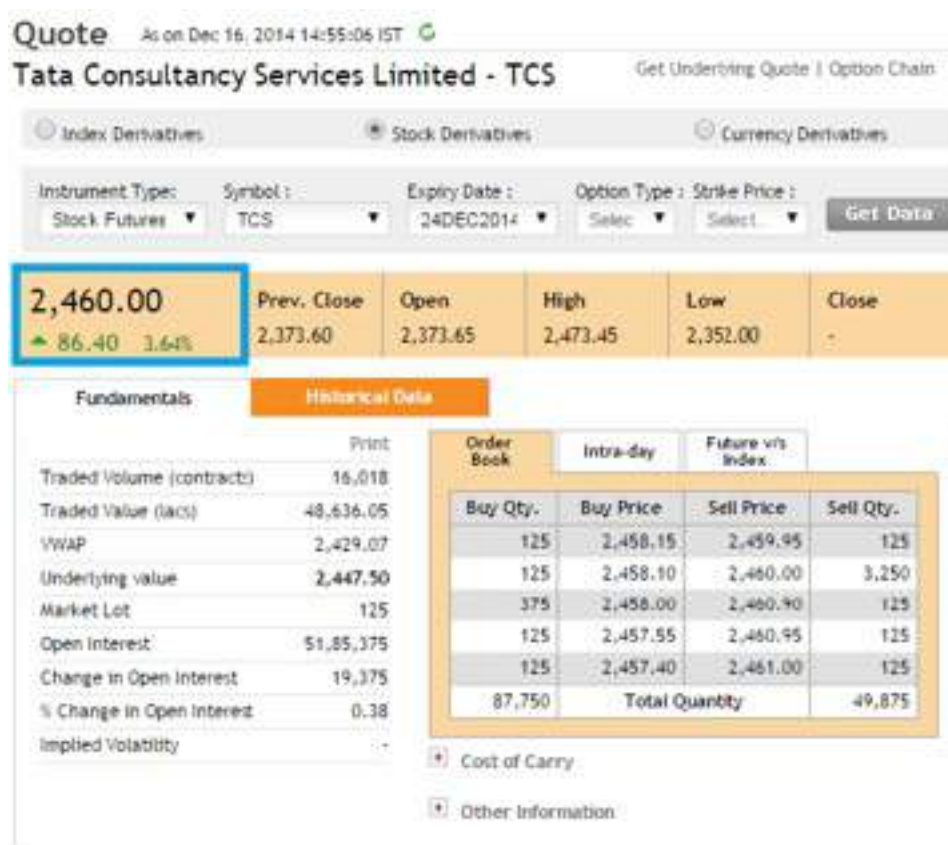 Quote As on Dec 16, 2014 14:55:06 IST
Tata Consultancy Services Limited - TCS Get Underlying Quote | Option Chain
Index Derivatives Stock Derivatives Currency Derivatives
Instrument Type: Symbol : Expiry Date : Option Type : Strike Price :
Stock Futures TCS 24DEC2014 Selec Select... Get Data
2,460.00 Prev. Close Open High Low Close
86.40 3.64% 2,373.60 2,373.65 2,473.45 2,352.00 -
Fundamentals Historical Data
Print Order Book Intra-day Future v/s Index
Traded Volume (contracts) 16,018
Traded Value (lacs) 48,636.05 Buy Qty. Buy Price Sell Price Sell Qty.
VWAP 2,429.07 125 2,458.15 2,459.95 125
Underlying value 2,447.50 125 2,458.10 2,460.00 3,250
Market Lot 125 375 2,458.00 2,460.90 125
Open Interest 51,85,375 125 2,457.55 2,460.95 125
Change in Open Interest 19,375 125 2,457.40 2,461.00 125
% Change in Open Interest 0.38 87,750 Total Quantity 49,875
Implied Volatility -
Cost of Carry
Other Information